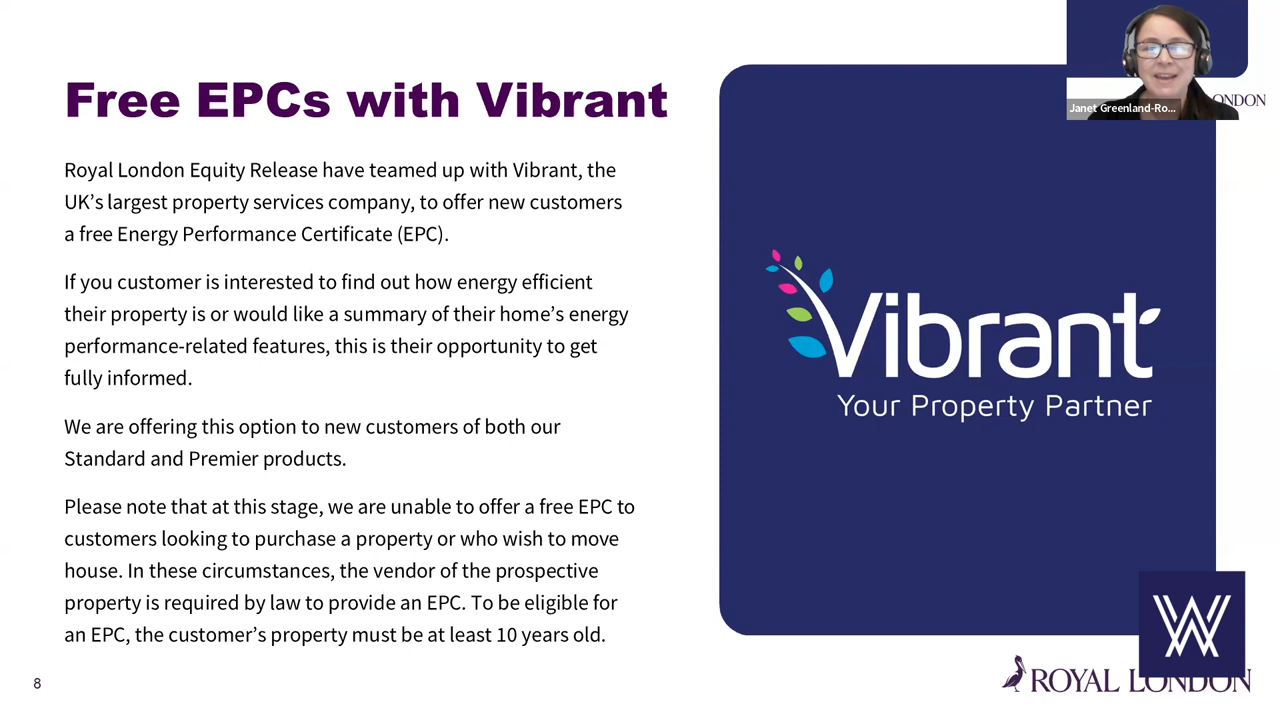 Free EPCs with Vibrant
Royal London Equity Release have teamed up with Vibrant, the
UK’s largest property services company, to offer new customers
a free Energy Performance Certificate (EPC).
If you customer is interested to find out how energy efficient
their property is or would like a summary of their home’s energy
performance-related features, this is their opportunity to get
fully informed.
We are offering this option to new customers of both our
Standard and Premier products.
Please note that at this stage, we are unable to offer a free EPC to
customers looking to purchase a property or who wish to move
house. In these circumstances, the vendor of the prospective
property is required by law to provide an EPC. To be eligible for
an EPC, the customer’s property must be at least 10 years old.
8
Janet Greenland-Ro...
ONDON
Vibrant
Your Property Partner
W
ROYAL LONDON